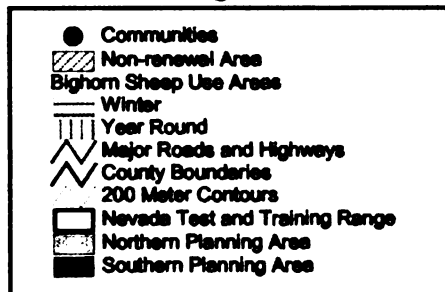 Communities
Non-renewal Area
Bighorn Sheep Use Areas
Winter
Year Round
Major Roads and Highways
County Boundaries
200 Meter Contours
Nevada Test and Training Range
Northern Planning Area
Southern Planning Area